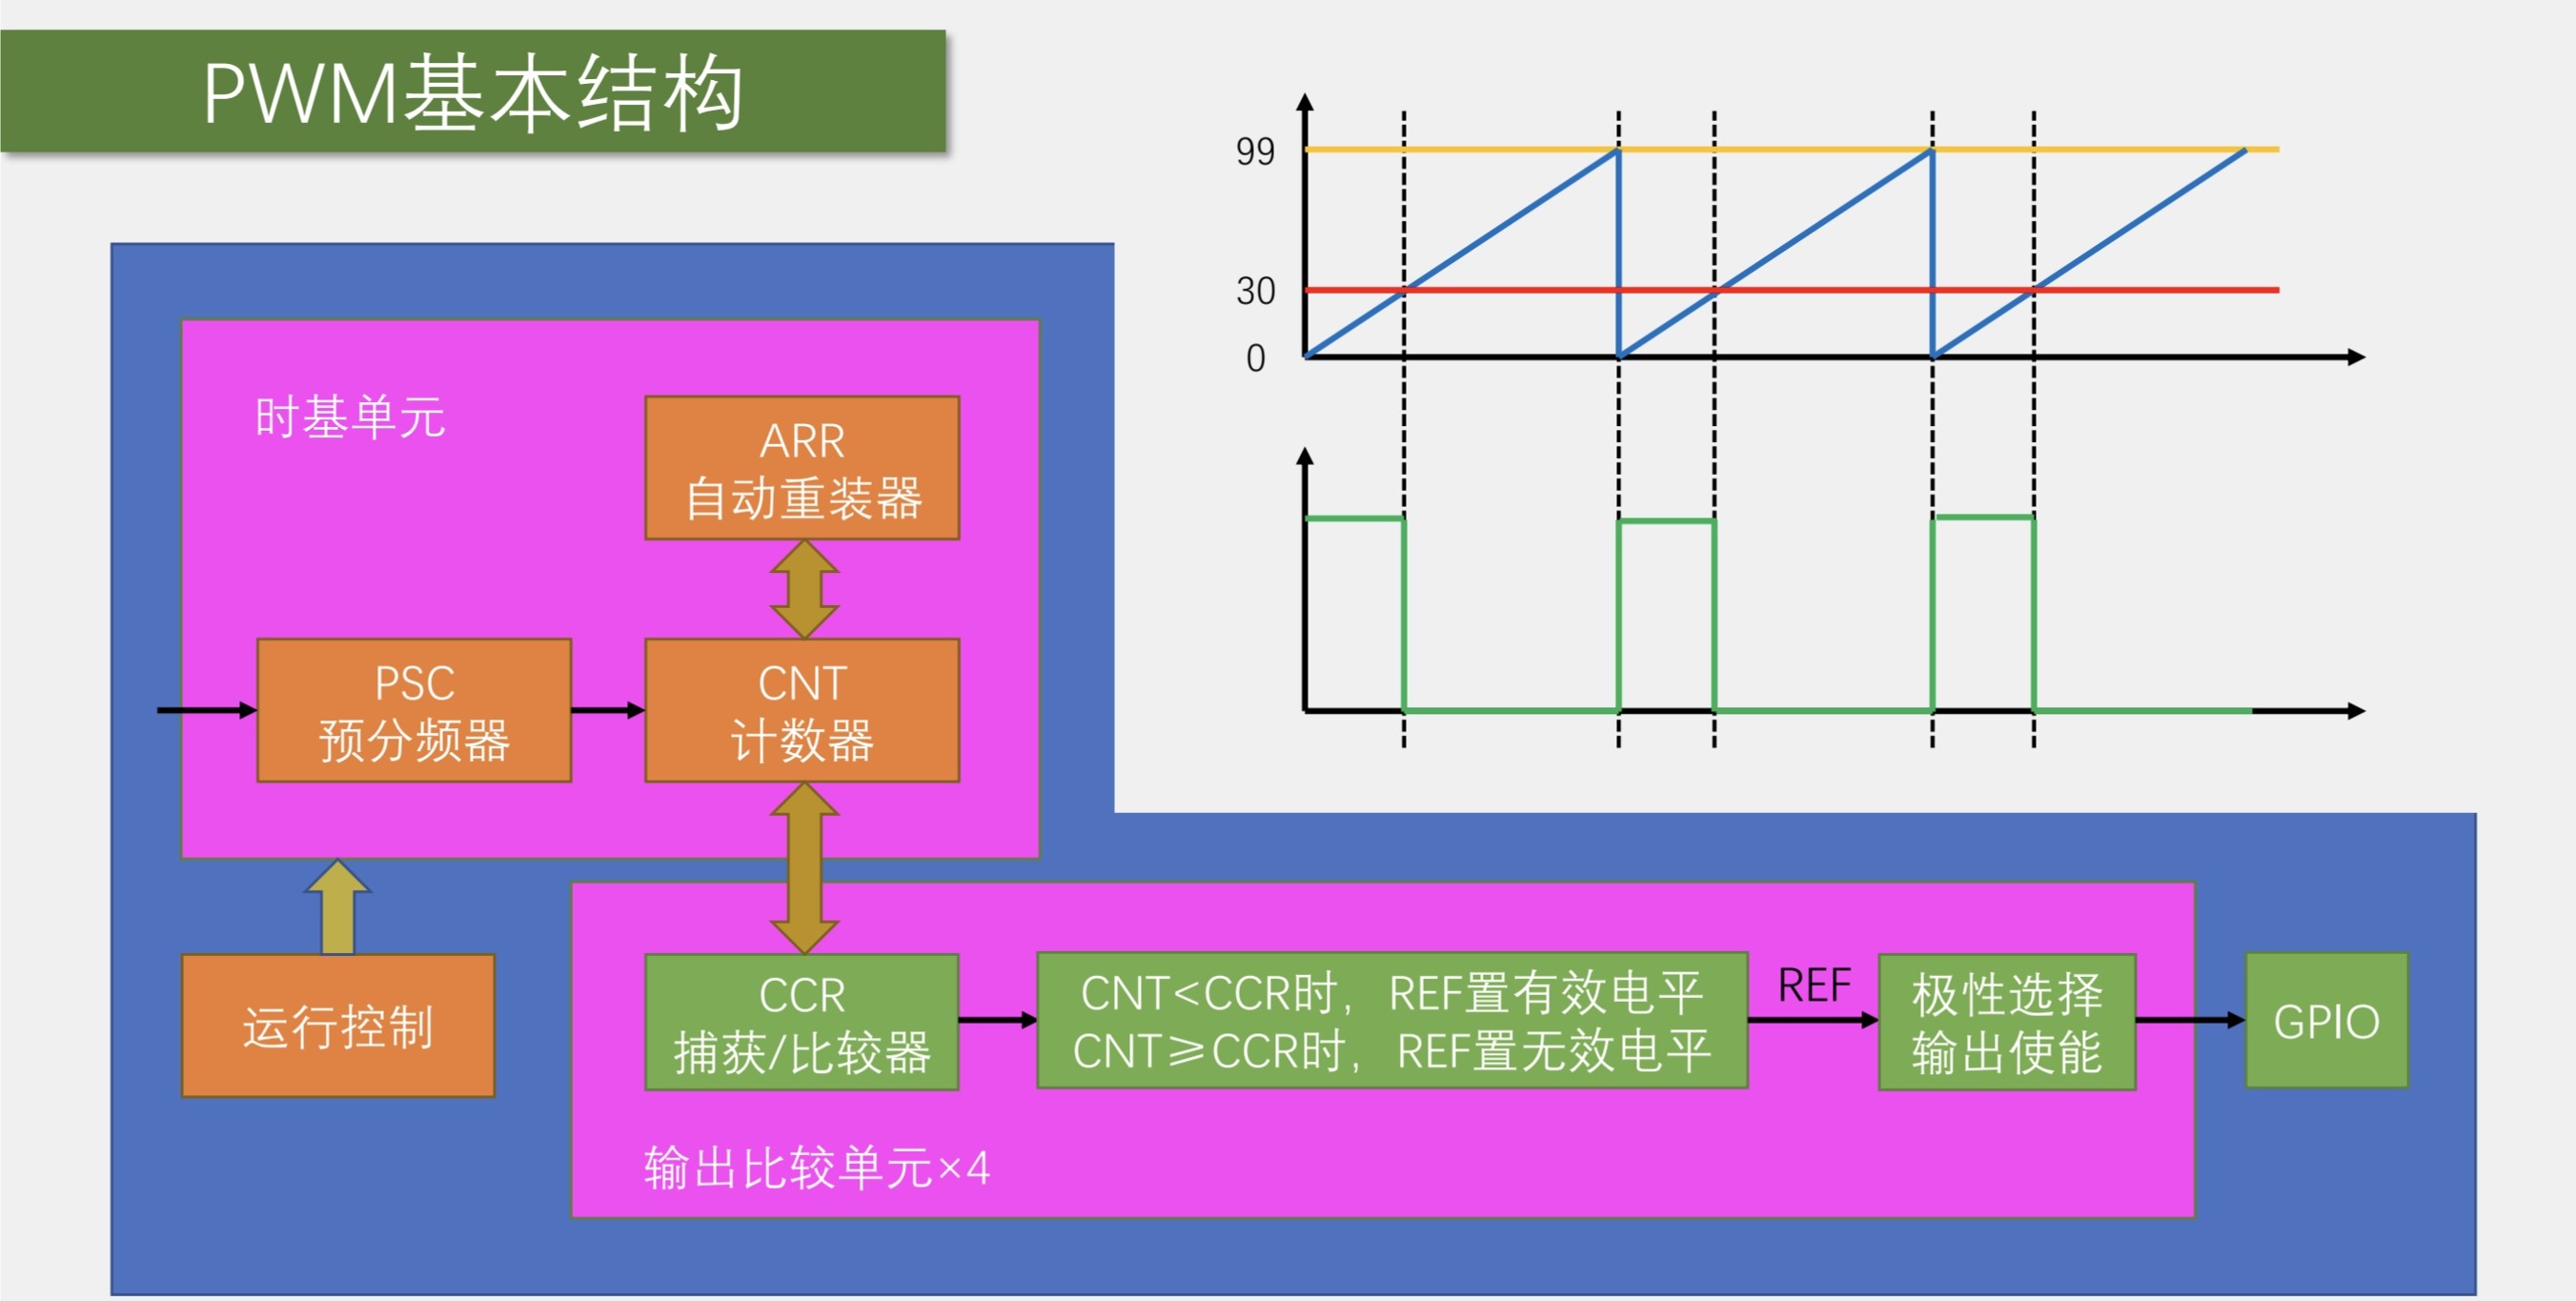 PWM基本结构
99
30
0
时基单元
ARR
自动重装器
PSC
预分频器
CNT
计数器
运行控制
CCR
捕获/比较器
CNT<CCR时，REF置有效电平
CNT≥CCR时，REF置无效电平
REF
极性选择
输出使能
GPIO
输出比较单元×4